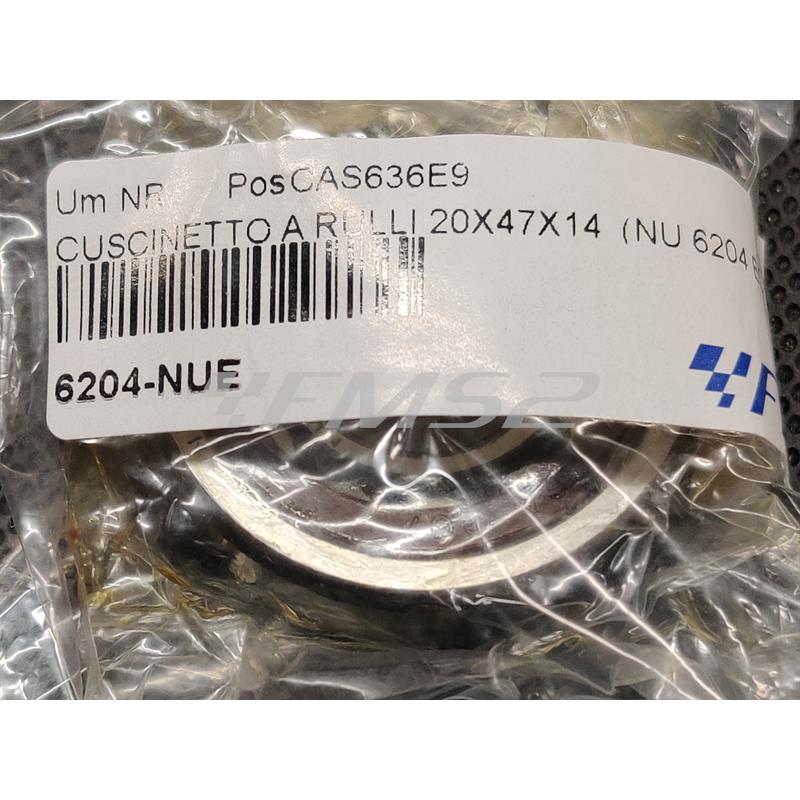 Um NR PosCAS636E9
CUSCINETTO A RULLI 20X47X14 (NU 6204
6204-NUE
FMS2